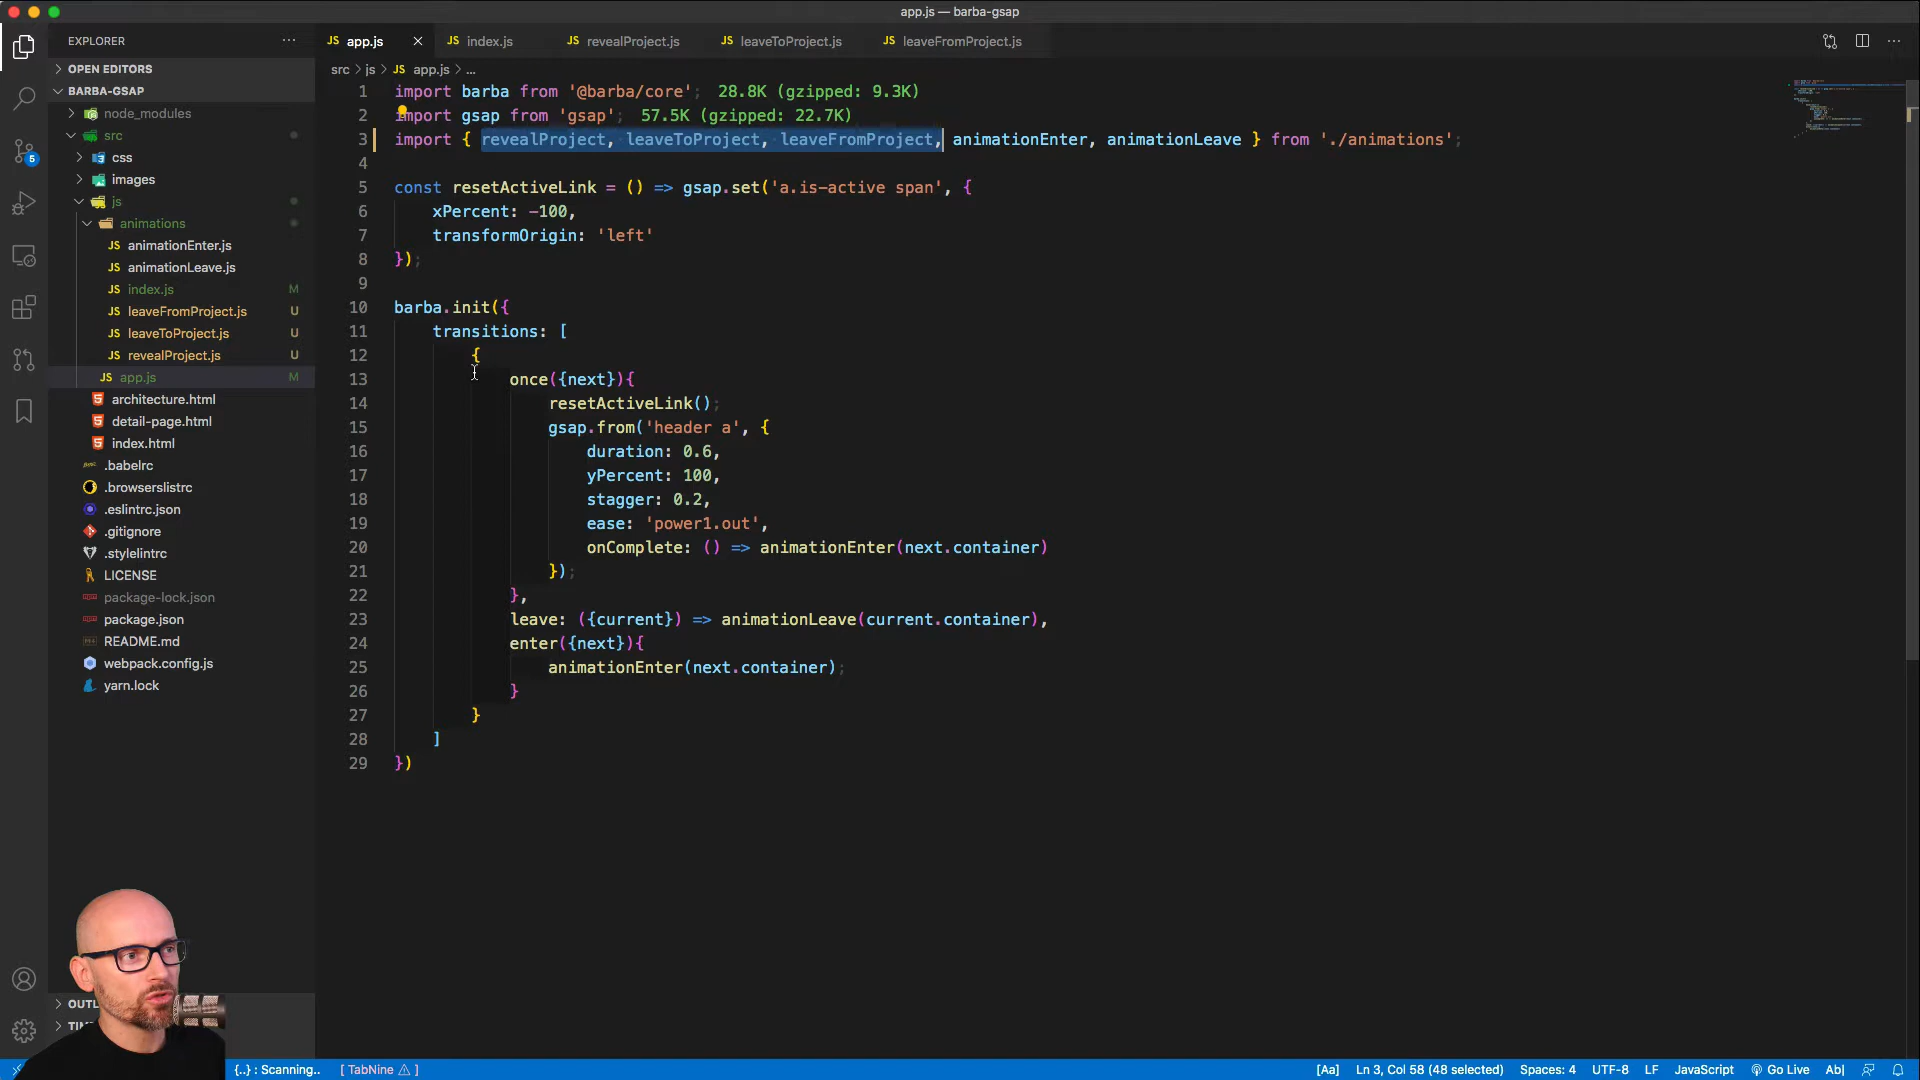 app.js — barba-gsap
EXPLORER
OPEN EDITORS
BARBA-GSAP
node_modules
src
css
images
js
animations
animationEnter.js
animationLeave.js
index.js M
leaveFromProject.js U
leaveToProject.js U
revealProject.js U
app.js M
architecture.html
detail-page.html
index.html
.babelrc
.browserslistrc
.eslintrc.json
.gitignore
.stylelintrc
LICENSE
package-lock.json
package.json
README.md
webpack.config.js
yarn.lock
5
OUTL
TIM
JS app.js
JS index.js
JS revealProject.js
JS leaveToProject.js
JS leaveFromProject.js
src > js > JS app.js > ...
1 import barba from '@barba/core'; 28.8K (gzipped: 9.3K)
2 import gsap from 'gsap'; 57.5K (gzipped: 22.7K)
3 import { revealProject, leaveToProject, leaveFromProject, animationEnter, animationLeave } from './animations';
4
5 const resetActiveLink = () => gsap.set('a.is-active span', {
6 xPercent: -100,
7 transformOrigin: 'left'
8 });
9
10 barba.init({
11 transitions: [
12 {
13 once({next}){
14 resetActiveLink();
15 gsap.from('header a', {
16 duration: 0.6,
17 yPercent: 100,
18 stagger: 0.2,
19 ease: 'power1.out',
20 onComplete: () => animationEnter(next.container)
21 });
22 },
23 leave: ({current}) => animationLeave(current.container),
24 enter({next}){
25 animationEnter(next.container);
26 }
27 }
28 ]
29 })
{..} : Scanning.. [ TabNine ⚠ ] [Aa] Ln 3, Col 58 (48 selected) Spaces: 4 UTF-8 LF JavaScript Go Live Ab|